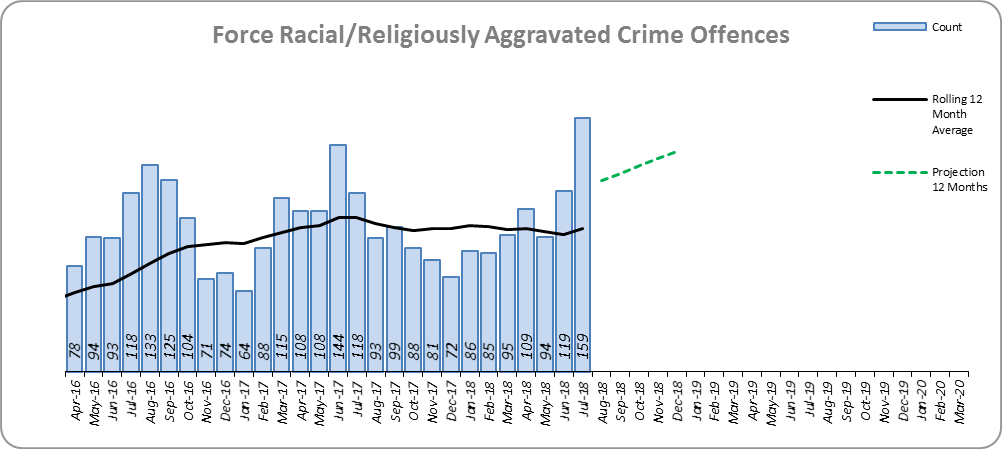 Force Racial/Religiously Aggravated Crime Offences
Count
Rolling 12
Month
Average
Projection
12 Months
78
94
93
118
133
125
104
71
74
64
88
115
108
108
144
118
93
99
88
81
72
86
85
95
109
94
119
159
Apr-16
May-16
Jun-16
Jul-16
Aug-16
Sep-16
Oct-16
Nov-16
Dec-16
Jan-17
Feb-17
Mar-17
Apr-17
May-17
Jun-17
Jul-17
Aug-17
Sep-17
Oct-17
Nov-17
Dec-17
Jan-18
Feb-18
Mar-18
Apr-18
May-18
Jun-18
Jul-18
Aug-18
Sep-18
Oct-18
Nov-18
Dec-18
Jan-19
Feb-19
Mar-19
Apr-19
May-19
Jun-19
Jul-19
Aug-19
Sep-19
Oct-19
Nov-19
Dec-19
Jan-20
Feb-20
Mar-20